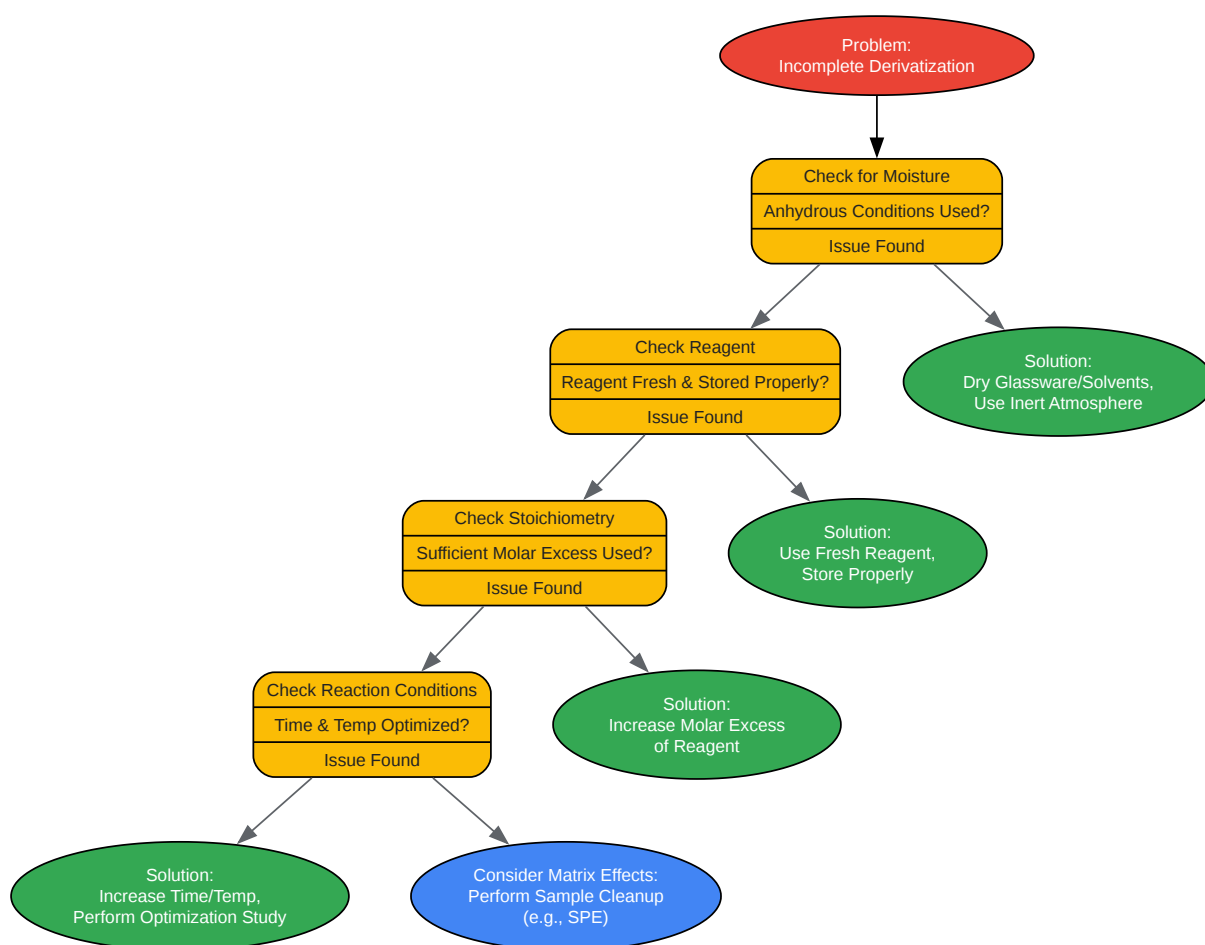 Problem:
Incomplete Derivatization
Check for Moisture
Anhydrous Conditions Used?
Issue Found
Check Reagent
Reagent Fresh & Stored Properly?
Issue Found
Solution:
Dry Glassware/Solvents,
Use Inert Atmosphere
Check Stoichiometry
Sufficient Molar Excess Used?
Issue Found
Solution:
Use Fresh Reagent,
Store Properly
Check Reaction Conditions
Time & Temp Optimized?
Issue Found
Solution:
Increase Molar Excess
of Reagent
Solution:
Increase Time/Temp,
Perform Optimization Study
Consider Matrix Effects:
Perform Sample Cleanup
(e.g., SPE)